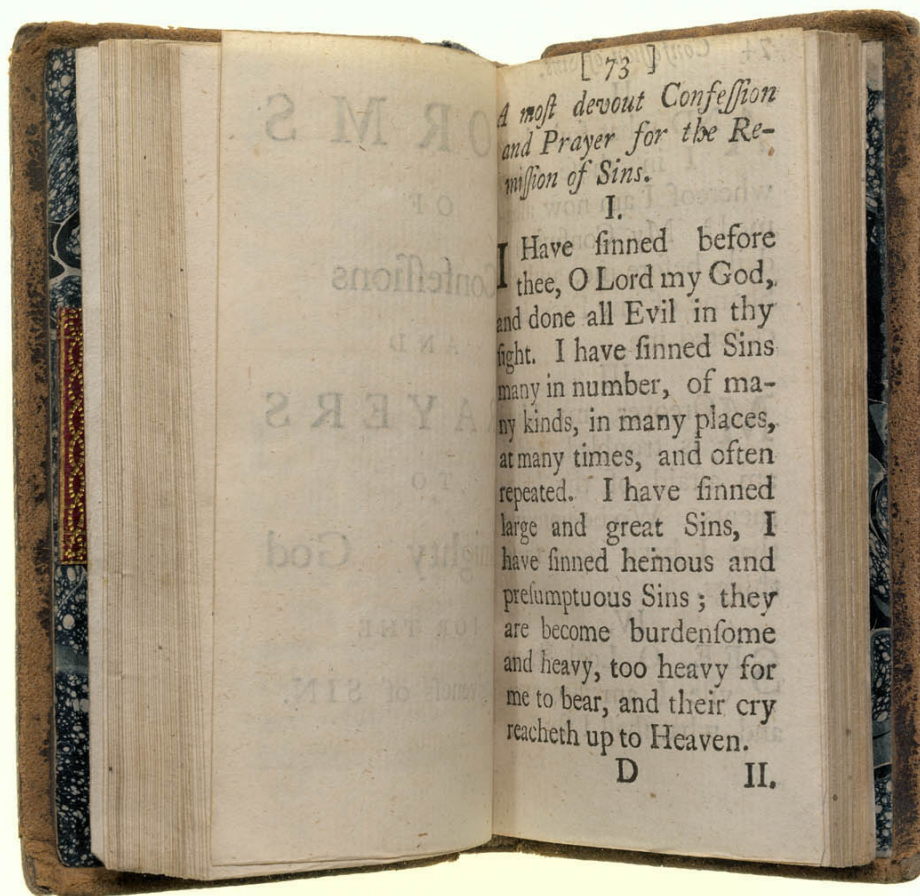 [ 73 ]
A moſt devout Confeſſion
and Prayer for the Re-
miſſion of Sins.
I.
I Have ſinned before
thee, O Lord my God,
and done all Evil in thy
ſight. I have ſinned Sins
many in number, of ma-
ny kinds, in many places,
at many times, and often
repeated. I have ſinned
large and great Sins, I
have ſinned heinous and
preſumptuous Sins ; they
are become burdenſome
and heavy, too heavy for
me to bear, and their cry
reacheth up to Heaven.
D II.